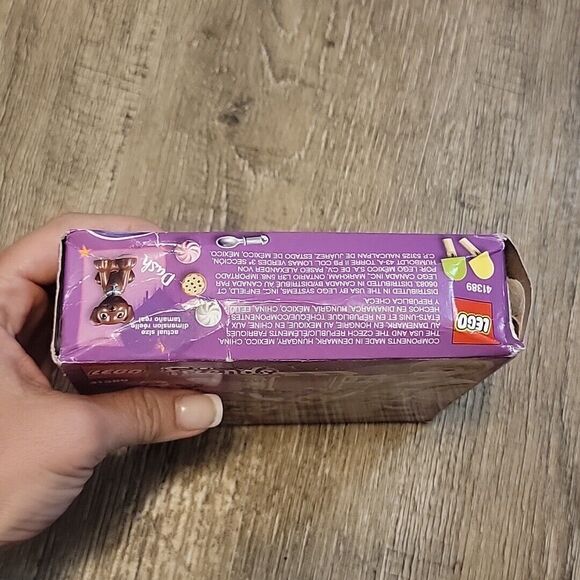 Dash
actual size
dimension réelle
tamaño real
COMPONENTS MADE IN DENMARK, HUNGARY, MEXICO, CHINA,
THE USA AND THE CZECH REPUBLIC. ÉLÉMENTS FABRIQUÉS
AU DANEMARK, EN HONGRIE, AU MEXIQUE, EN CHINE, AUX
ÉTATS-UNIS ET EN RÉPUBLIQUE TCHÈQUE. COMPONENTES
HECHOS EN DINAMARCA, HUNGRÍA, MÉXICO, CHINA, EE.UU.
REPÚBLICA CHECA.
DISTRIBUTED IN THE USA BY LEGO SYSTEMS, INC., ENFIELD, CT
06083. DISTRIBUTED IN CANADA BY/DISTRIBUÉ AU CANADA PAR
LEGO CANADA INC., MARKHAM, ONTARIO L3R 5N8. IMPORTADO
POR LEGO MÉXICO S.A. DE C.V. PASEO ALEXANDER VON
HUMBOLDT 43-A TORRE II PB COL. LOMAS VERDES 3ª. SECCIÓN,
C.P. 53125 NAUCALPAN DE JUÁREZ, ESTADO DE MÉXICO, MÉXICO
41389
LEGO
LEGO
41389